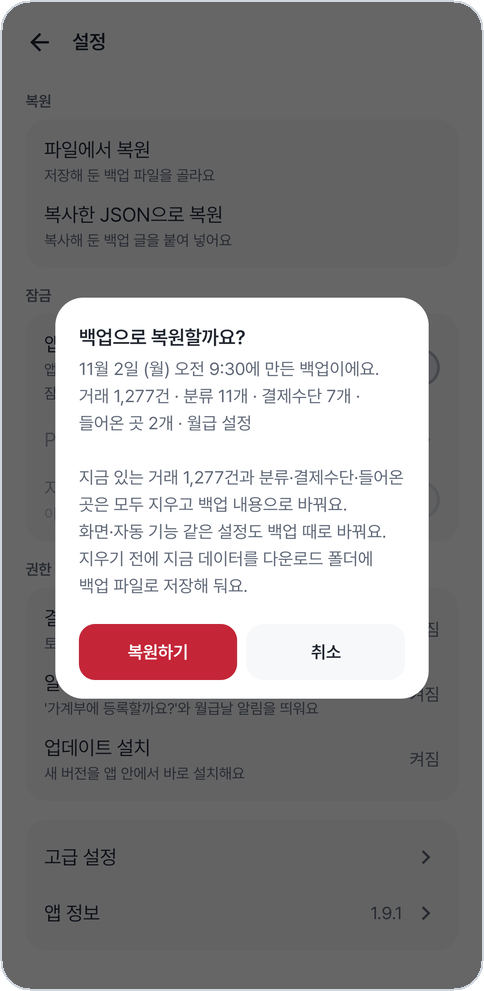 설정
복원
파일에서 복원
저장해 둔 백업 파일을 골라요
복사한 JSON으로 복원
복사해 둔 백업 글을 붙여 넣어요
잠금
백업으로 복원할까요?
11월 2일 (월) 오전 9:30에 만든 백업이에요.
거래 1,277건 · 분류 11개 · 결제수단 7개 ·
들어온 곳 2개 · 월급 설정
지금 있는 거래 1,277건과 분류·결제수단·들어온
곳은 모두 지우고 백업 내용으로 바꿔요.
화면·자동 기능 같은 설정도 백업 때로 바꿔요.
지우기 전에 지금 데이터를 다운로드 폴더에
백업 파일로 저장해 둬요.
복원하기
취소
권한
'가계부에 등록할까요?'와 월급날 알림을 띄워요
켜짐
업데이트 설치
새 버전을 앱 안에서 바로 설치해요
켜짐
고급 설정
앱 정보
1.9.1